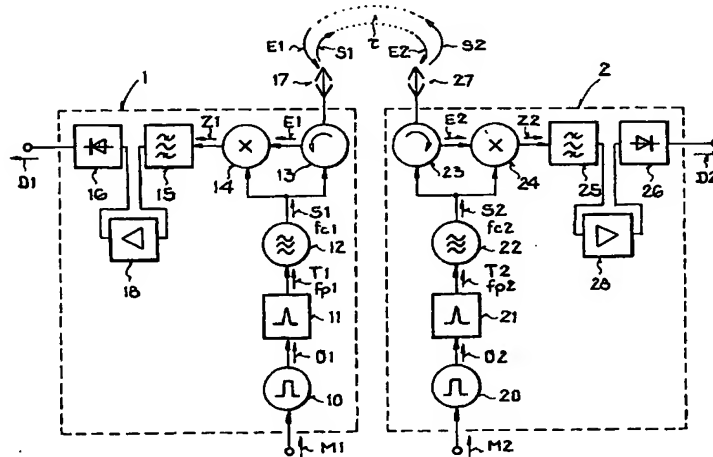 τ
E1 S1 E2 S2
17 27
1 2
Z1 E1 E2 Z2
D1 16 15 14 13 23 24 25 26 D2
S1 S2
fc1 fc2
18 12 22 28
T1 T2
fp1 fp2
11 21
O1 O2
10 20
M1 M2